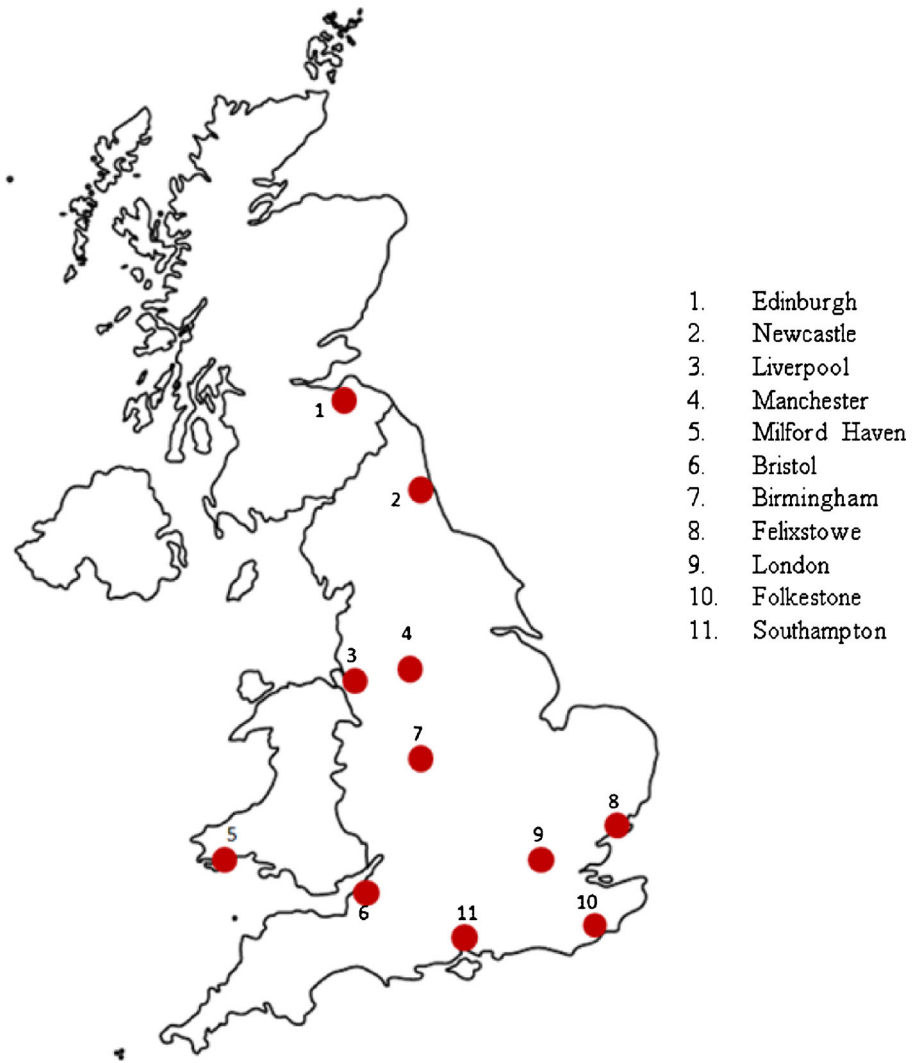 1. Edinburgh
2. Newcastle
3. Liverpool
4. Manchester
5. Milford Haven
6. Bristol
7. Birmingham
8. Felixstowe
9. London
10. Folkestone
11. Southampton
1
2
4
3
7
8
5
9
6
10
11